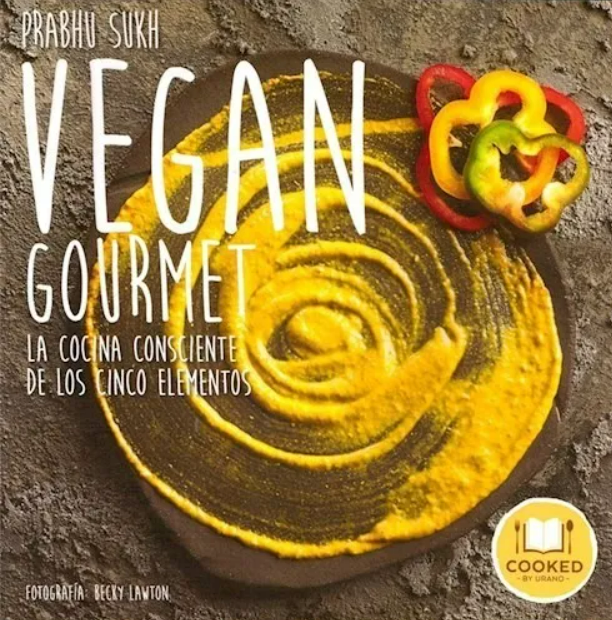 PRABHU SUKH
VEGAN
GOURMET
LA COCINA CONSCIENTE
DE LOS CINCO ELEMENTOS
FOTOGRAFÍA: BECKY LAWTON
COOKED
- BY URANO -